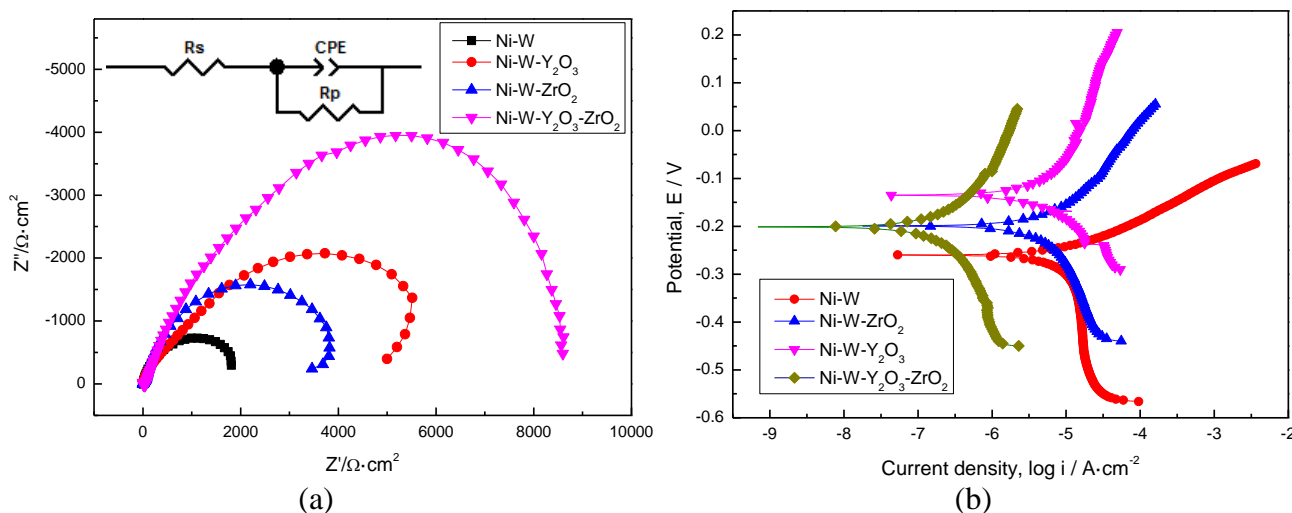 Rs
CPE
Rp
Ni-W
Ni-W-Y₂O₃
Ni-W-ZrO₂
Ni-W-Y₂O₃-ZrO₂
-5000
-4000
-3000
-2000
-1000
0
0
2000
4000
6000
8000
10000
Z''/Ω·cm²
Z'/Ω·cm²
(a)
0.2
0.1
0.0
-0.1
-0.2
-0.3
-0.4
-0.5
-0.6
-9
-8
-7
-6
-5
-4
-3
-2
Potential, E / V
Ni-W
Ni-W-ZrO₂
Ni-W-Y₂O₃
Ni-W-Y₂O₃-ZrO₂
Current density, log i / A·cm⁻²
(b)